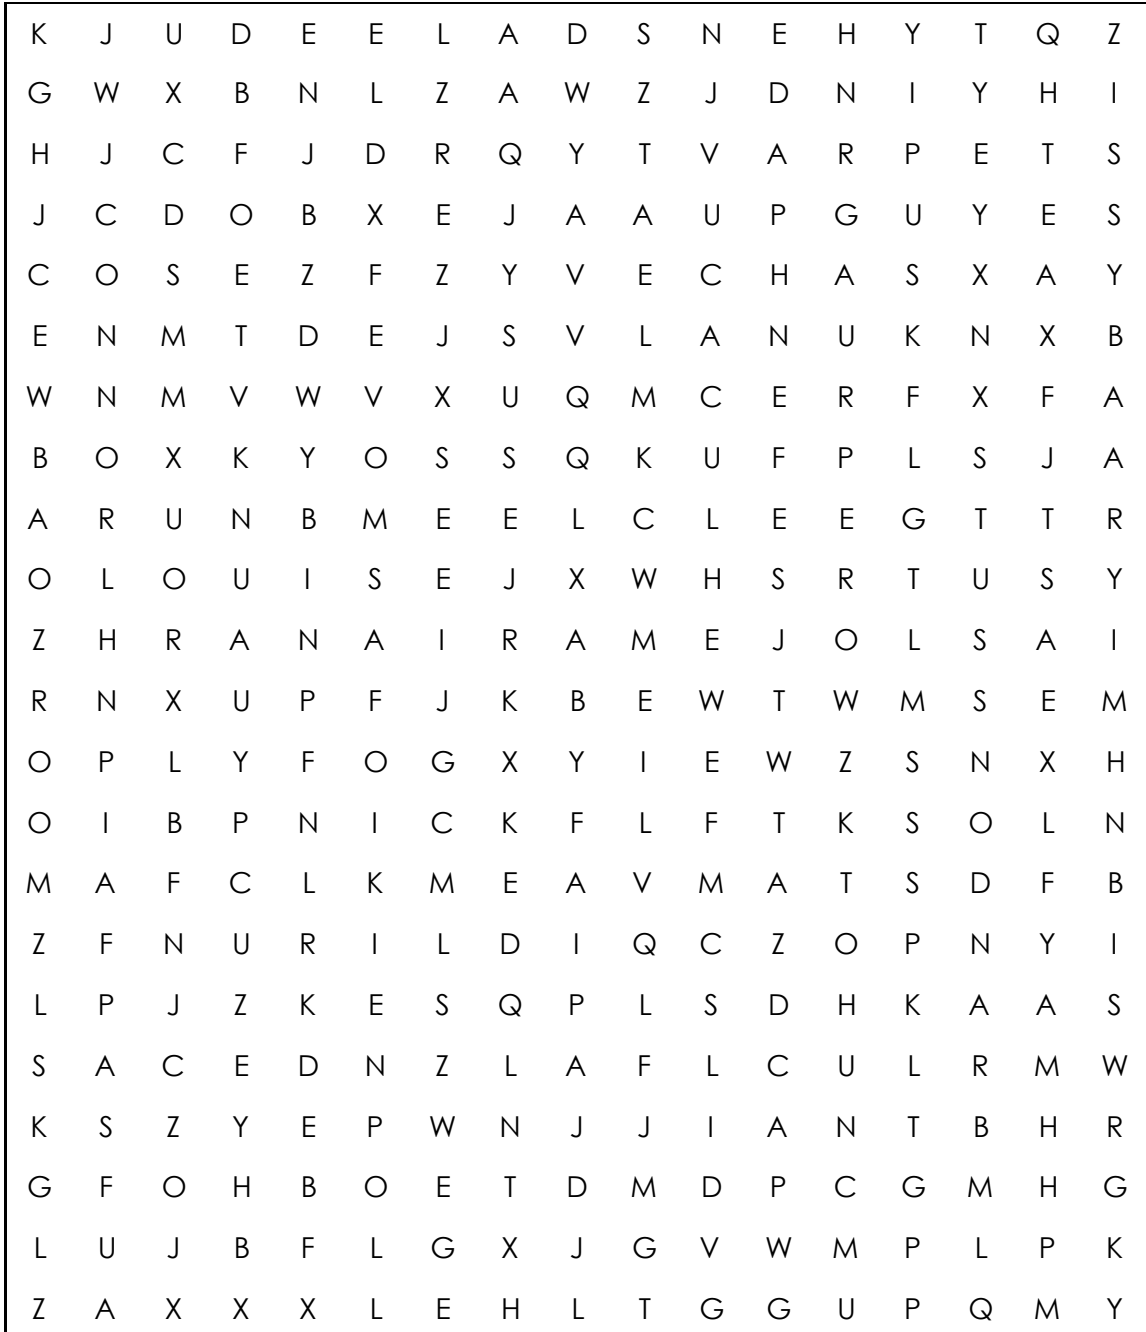 K J U D E E L A D S N E H Y T Q Z
G W X B N L Z A W Z J D N I Y H I
H J C F J D R Q Y T V A R P E T S
J C D O B X E J A A U P G U Y E S
C O S E Z F Z Y V E C H A S X A Y
E N M T D E J S V L A N U K N X B
W N M V W V X U Q M C E R F X F A
B O X K Y O S S Q K U F P L S J A
A R U N B M E E L C L E E G T T R
O L O U I S E J X W H S R T U S Y
Z H R A N A I R A M E J O L S A I
R N X U P F J K B E W T W M S E M
O P L Y F O G X Y I E W Z S N X H
O I B P N I C K F L F T K S O L N
M A F C L K M E A V M A T S D F B
Z F N U R I L D I Q C Z O P N Y I
L P J Z K E S Q P L S D H K A A S
S A C E D N Z L A F L C U L R M W
K S Z Y E P W N J J I A N T B H R
G F O H B O E T D M D P C G M H G
L U J B F L G X J G V W M P L P K
Z A X X X L E H L T G G U P Q M Y